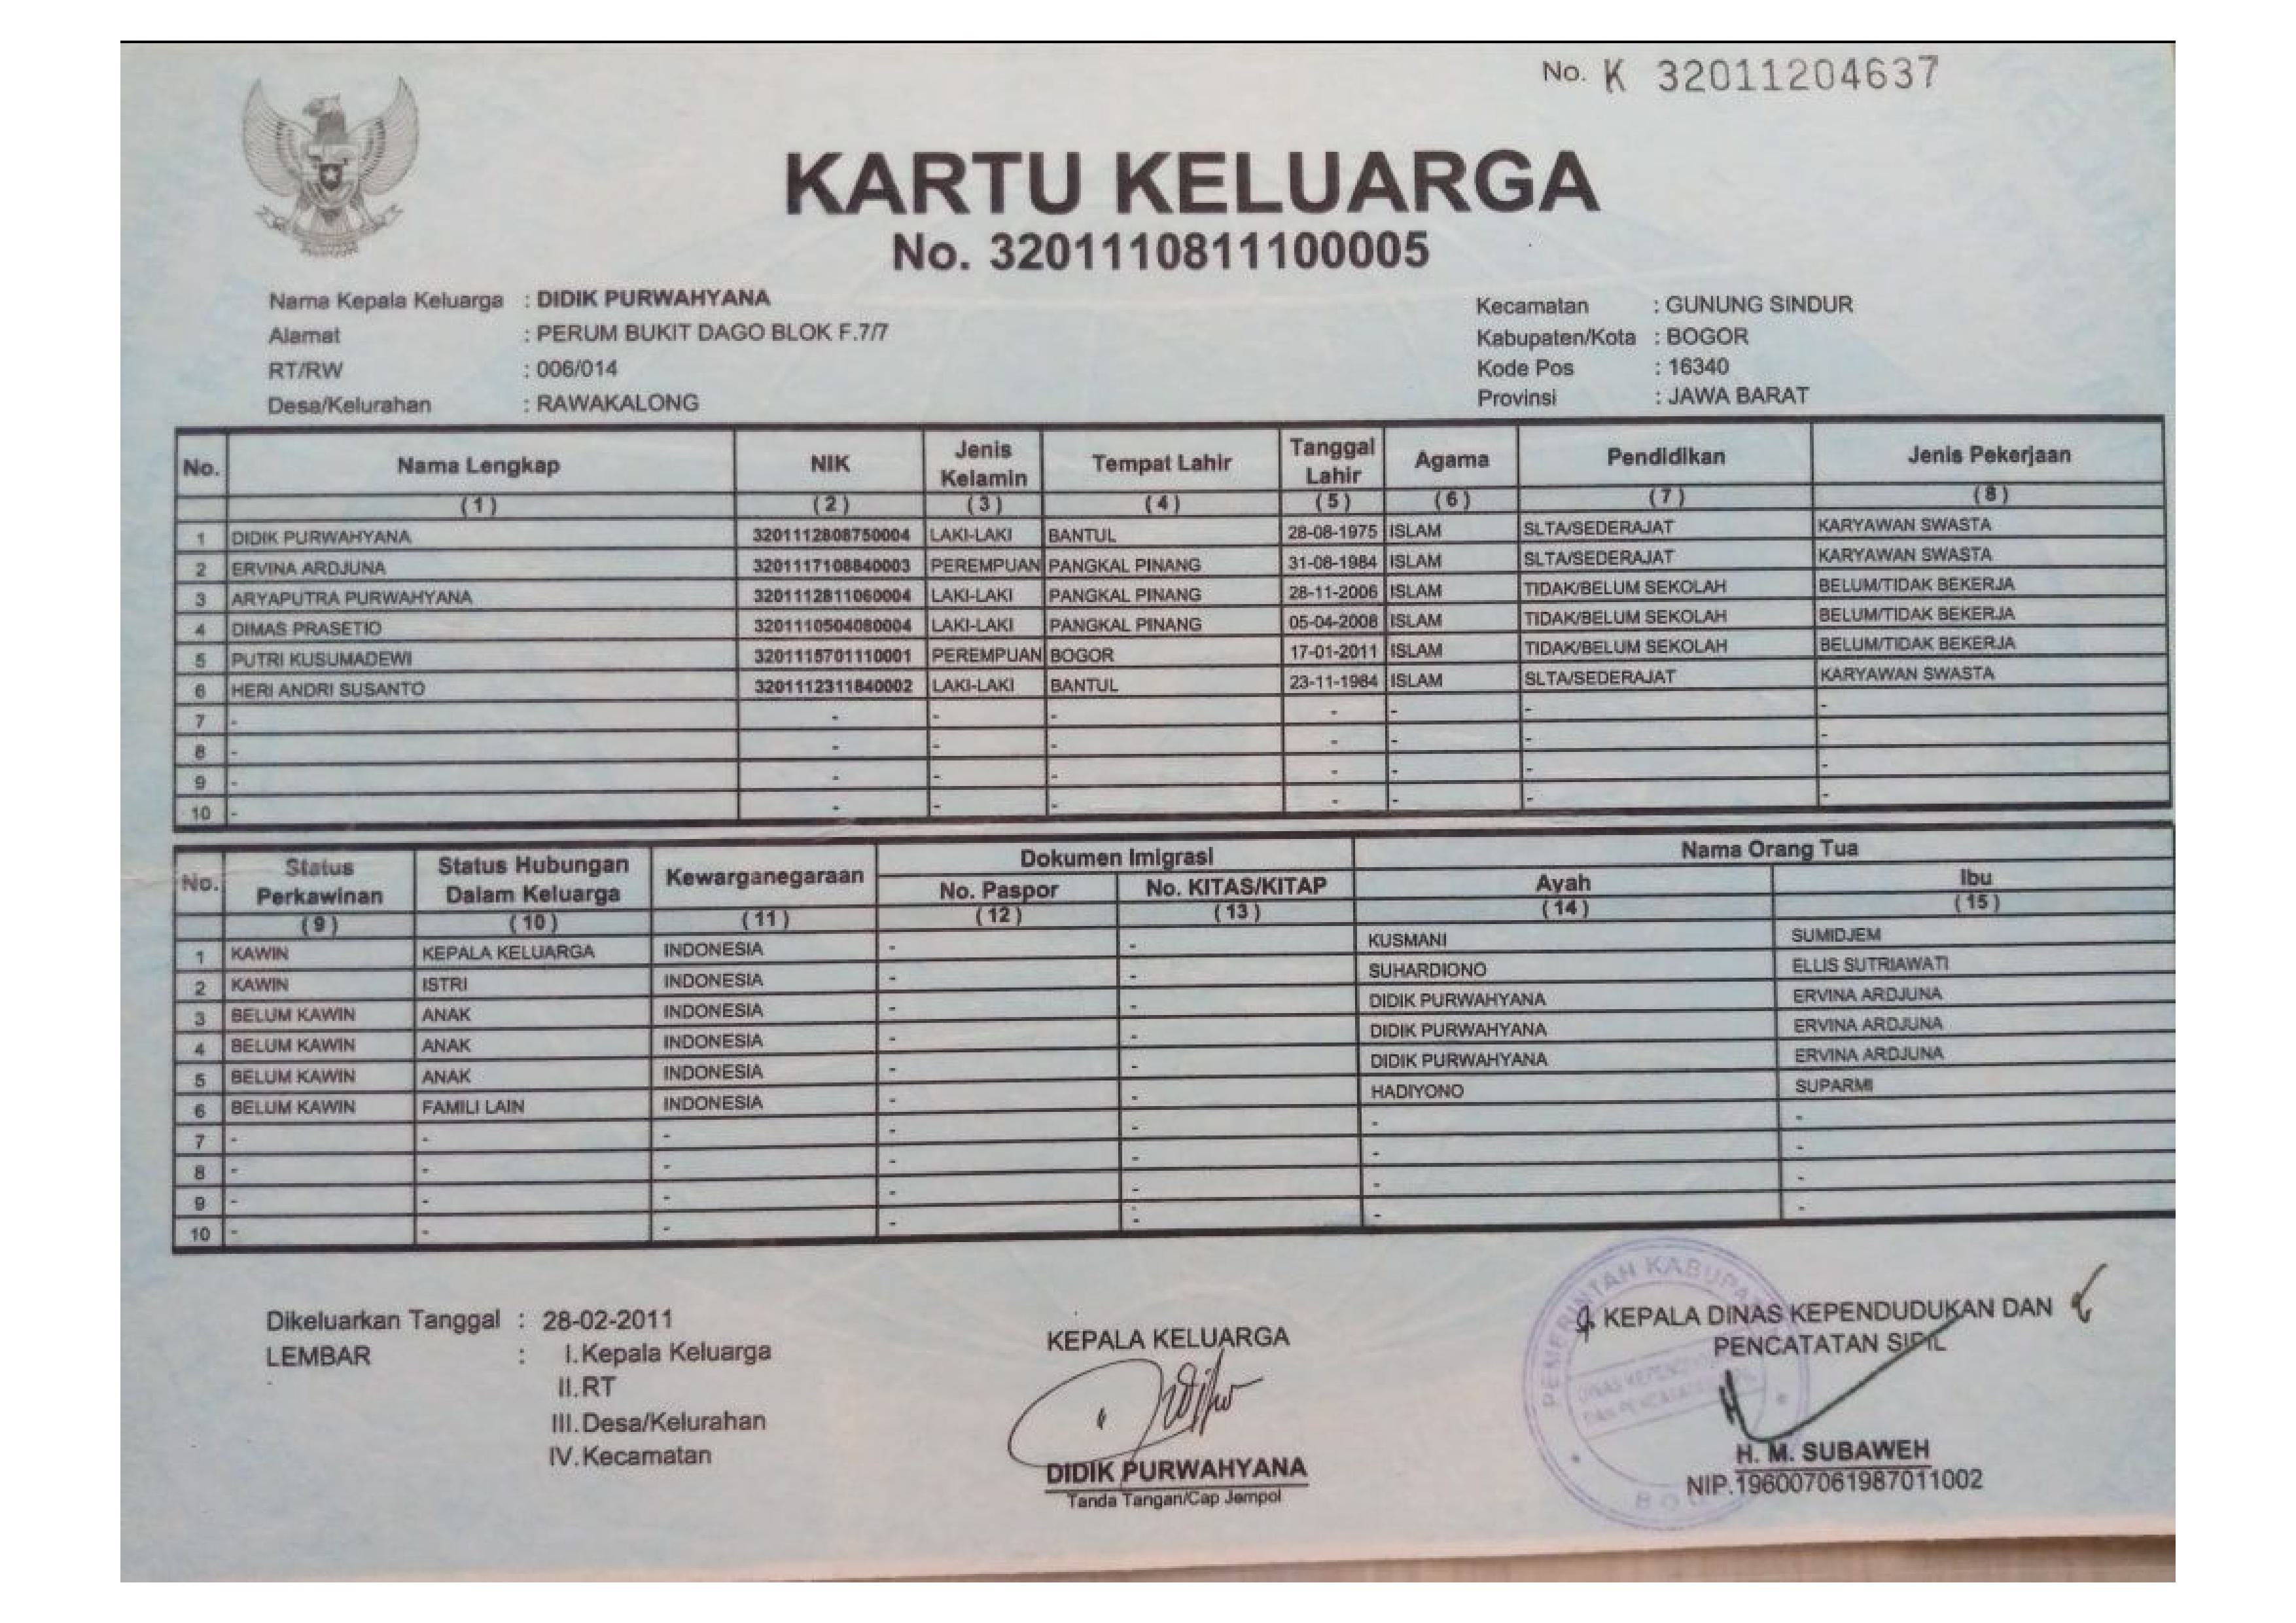 No. K 32011204637
KARTU KELUARGA
No. 3201110811100005
Nama Kepala Keluarga : DIDIK PURWAHYANA
Alamat : PERUM BUKIT DAGO BLOK F.7/7
RT/RW : 006/014
Desa/Kelurahan : RAWAKALONG
Kecamatan : GUNUNG SINDUR
Kabupaten/Kota : BOGOR
Kode Pos : 16340
Provinsi : JAWA BARAT
No. Nama Lengkap NIK Jenis Kelamin Tempat Lahir Tanggal Lahir Agama Pendidikan Jenis Pekerjaan
(1) (2) (3) (4) (5) (6) (7) (8)
1 DIDIK PURWAHYANA 3201112808750004 LAKI-LAKI BANTUL 28-08-1975 ISLAM SLTA/SEDERAJAT KARYAWAN SWASTA
2 ERVINA ARDJUNA 3201117108840003 PEREMPUAN PANGKAL PINANG 31-08-1984 ISLAM SLTA/SEDERAJAT KARYAWAN SWASTA
3 ARYAPUTRA PURWAHYANA 3201112811060004 LAKI-LAKI PANGKAL PINANG 28-11-2006 ISLAM TIDAK/BELUM SEKOLAH BELUM/TIDAK BEKERJA
4 DIMAS PRASETIO 3201110504080004 LAKI-LAKI PANGKAL PINANG 05-04-2008 ISLAM TIDAK/BELUM SEKOLAH BELUM/TIDAK BEKERJA
5 PUTRI KUSUMADEWI 3201115701110001 PEREMPUAN BOGOR 17-01-2011 ISLAM TIDAK/BELUM SEKOLAH BELUM/TIDAK BEKERJA
6 HERI ANDRI SUSANTO 3201112311840002 LAKI-LAKI BANTUL 23-11-1984 ISLAM SLTA/SEDERAJAT KARYAWAN SWASTA
7 - - - - - - - -
8 - - - - - - - -
9 - - - - - - - -
10 - - - - - - - -
No. Status Perkawinan Status Hubungan Dalam Keluarga Kewarganegaraan Dokumen Imigrasi Nama Orang Tua
No. Paspor No. KITAS/KITAP Ayah Ibu
(9) (10) (11) (12) (13) (14) (15)
1 KAWIN KEPALA KELUARGA INDONESIA - - KUSMANI SUMIDJEM
2 KAWIN ISTRI INDONESIA - - SUHARDIONO ELLIS SUTRIAWATI
3 BELUM KAWIN ANAK INDONESIA - - DIDIK PURWAHYANA ERVINA ARDJUNA
4 BELUM KAWIN ANAK INDONESIA - - DIDIK PURWAHYANA ERVINA ARDJUNA
5 BELUM KAWIN ANAK INDONESIA - - DIDIK PURWAHYANA ERVINA ARDJUNA
6 BELUM KAWIN FAMILI LAIN INDONESIA - - HADIYONO SUPARMI
7 - - - - - - -
8 - - - - - - -
9 - - - - - - -
10 - - - - - - -
Dikeluarkan Tanggal : 28-02-2011
LEMBAR : I. Kepala Keluarga
II. RT
III. Desa/Kelurahan
IV. Kecamatan
KEPALA KELUARGA
DIDIK PURWAHYANA
Tanda Tangan/Cap Jempol
KEPALA DINAS KEPENDUDUKAN DAN
PENCATATAN SIPIL
PEMERINTAH
H. M. SUBAWEH
NIP.196007061987011002